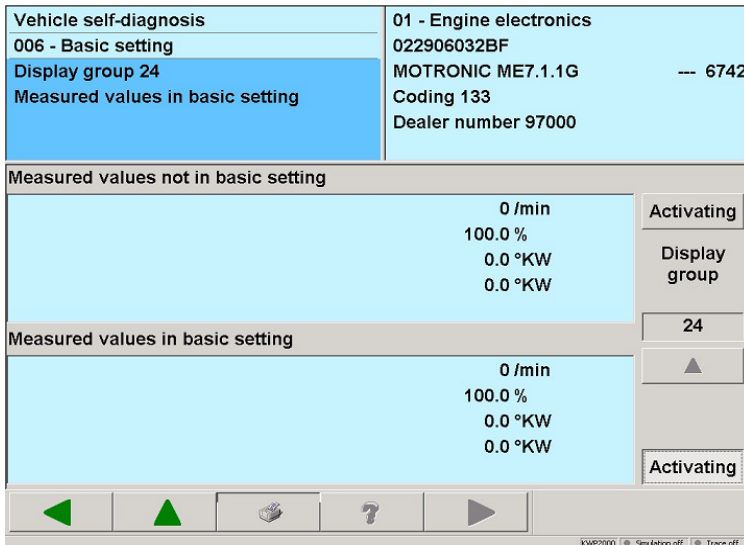 Vehicle self-diagnosis
006 - Basic setting
Display group 24
Measured values in basic setting
01 - Engine electronics
022906032BF
MOTRONIC ME7.1.1G --- 6742
Coding 133
Dealer number 97000
Measured values not in basic setting
0 /min
100.0 %
0.0 °KW
0.0 °KW
Activating
Display
group
24
Measured values in basic setting
0 /min
100.0 %
0.0 °KW
0.0 °KW
Activating
?
KWP2000 Simulation off Trace off